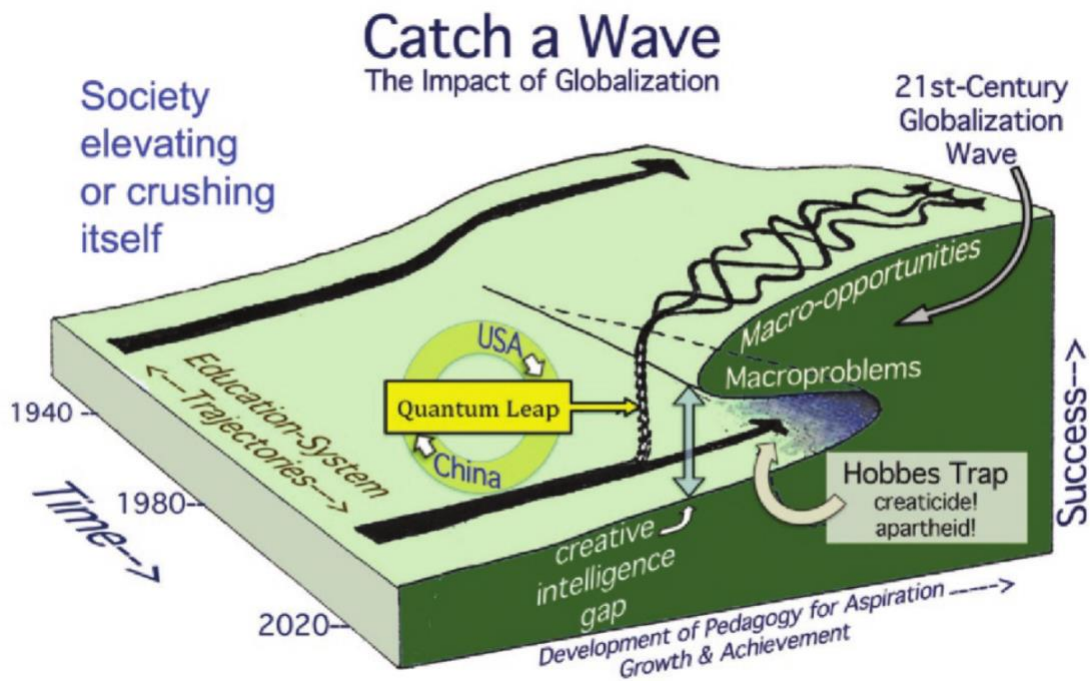 Catch a Wave
The Impact of Globalization
Society
elevating
or crushing
itself
21st-Century
Globalization
Wave
Macro-opportunities
Macroproblems
USA
Quantum Leap
China
Education-System
<---- Trajectories---->
1940 --
1980--
2020--
Time-->
Hobbes Trap
creaticide!
apartheid!
creative
intelligence
gap
Success-->
Development of Pedagogy for Aspiration ----->
Growth & Achievement